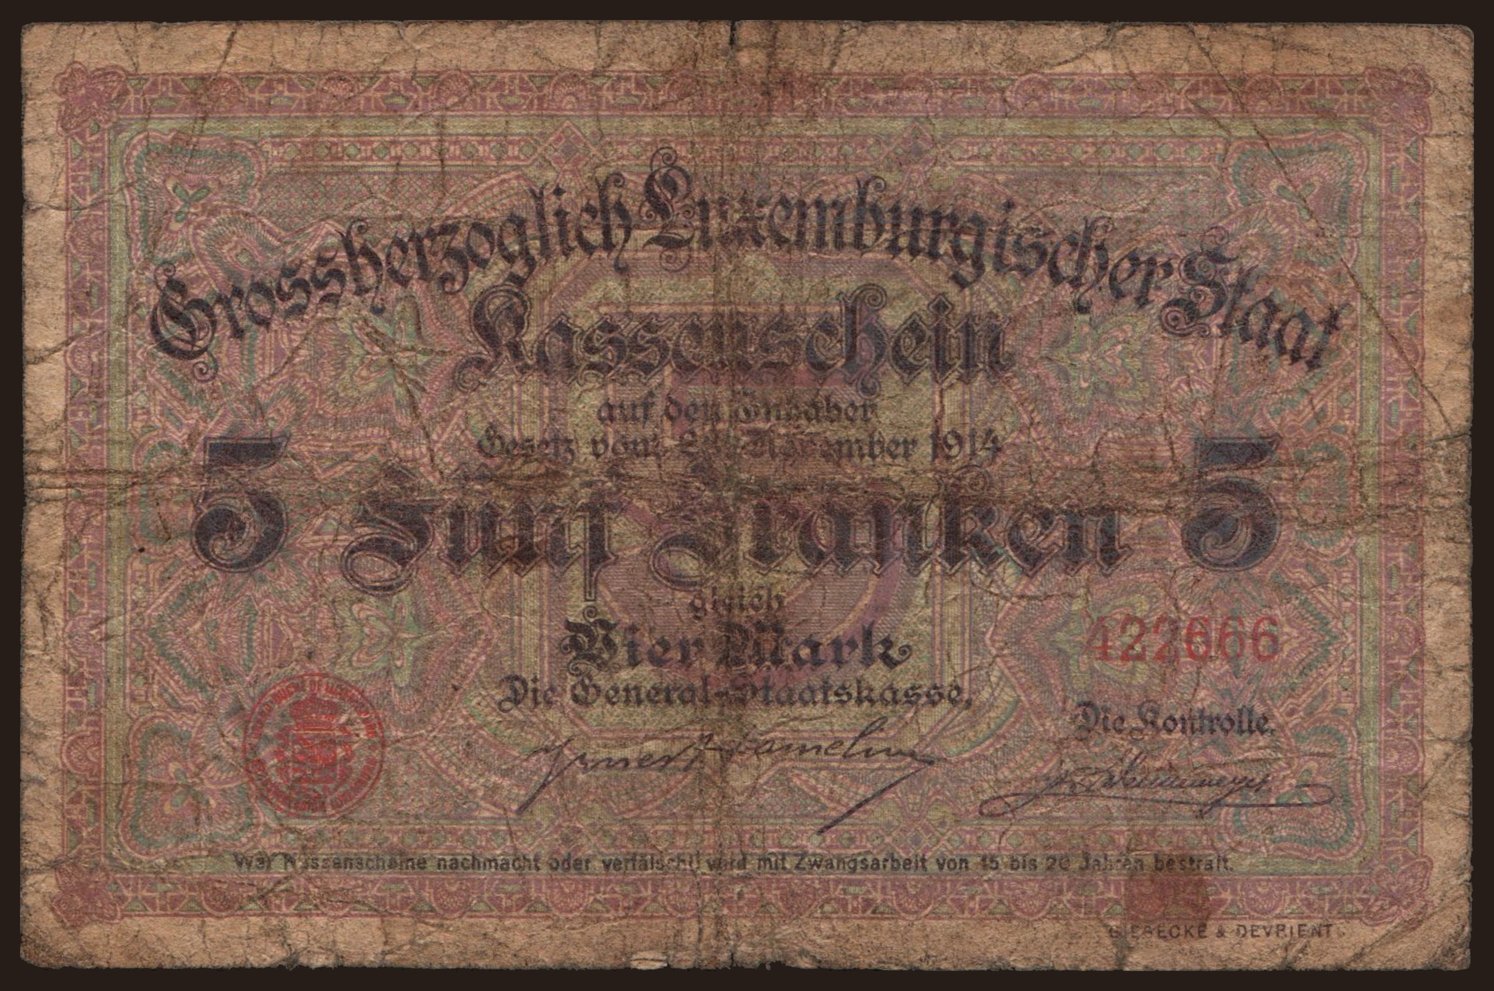 Grossherzoglich Luxemburgischer Staat
Kassenschein
auf den Inhaber
Gesetz vom 28. November 1914
5 Fünf Franken 5
gleich
Vier Mark
422666
Die General-Staatskasse,
Die Kontrolle,
Wer Kassenscheine nachmacht oder verfälscht, wird mit Zwangsarbeit von 15 bis 20 Jahren bestraft.
GIESECKE & DEVRIENT